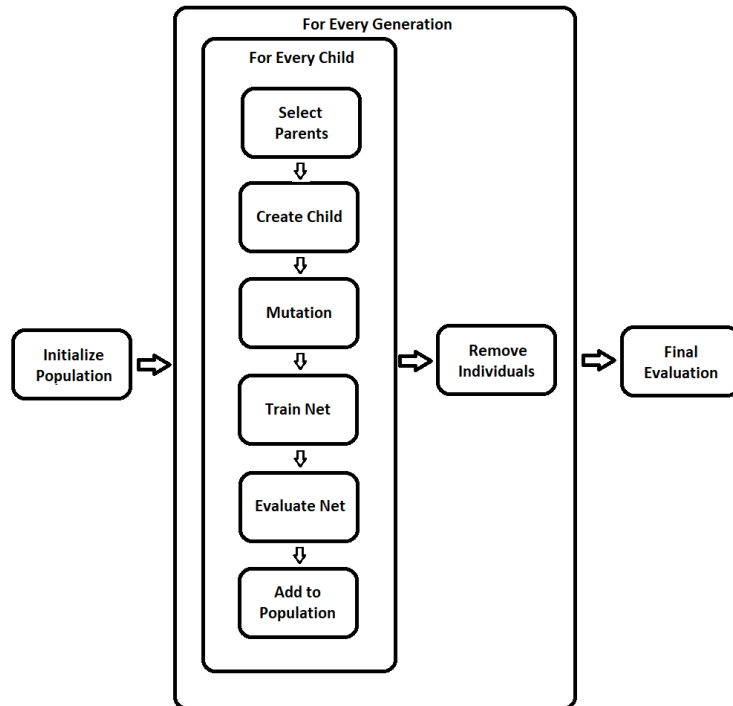 For Every Generation
For Every Child
Select
Parents
Create Child
Mutation
Train Net
Evaluate Net
Add to
Population
Initialize
Population
Remove
Individuals
Final
Evaluation